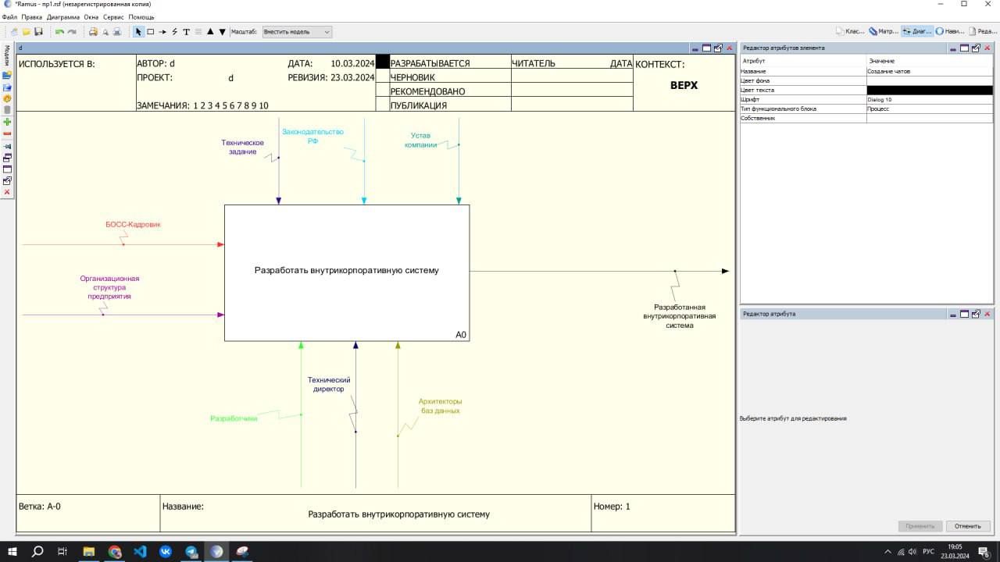 *Ramus - пр1.rsf (незарегистрированная копия)
Файл Правка Диаграмма Окна Сервис Помощь
Масштаб: Вместить модель
Клас... Матр... Диаг... Нави... Реда...
d
ИСПОЛЬЗУЕТСЯ В:
АВТОР: d
ДАТА: 10.03.2024
ПРОЕКТ: d
РЕВИЗИЯ: 23.03.2024
ЗАМЕЧАНИЯ: 1 2 3 4 5 6 7 8 9 10
РАЗРАБАТЫВАЕТСЯ
ЧЕРНОВИК
РЕКОМЕНДОВАНО
ПУБЛИКАЦИЯ
ЧИТАТЕЛЬ ДАТА
КОНТЕКСТ:
ВЕРХ
Техническое
задание
Законодательство
РФ
Устав
компании
БОСС-Кадровик
Организационная
структура
предприятия
Разработать внутрикорпоративную систему
A0
Разработанная
внутрикорпоративная
система
Разработчики
Технический
директор
Архитекторы
баз данных
Ветка: A-0
Название:
Разработать внутрикорпоративную систему
Номер: 1
Редактор атрибутов элемента
Атрибут Значение
Название Создание чатов
Цвет фона
Цвет текста
Шрифт Dialog 10
Тип функционального блока Процесс
Собственник
Редактор атрибута
Выберите атрибут для редактирования
Применить Отменить
РУС
19:05
23.03.2024
6